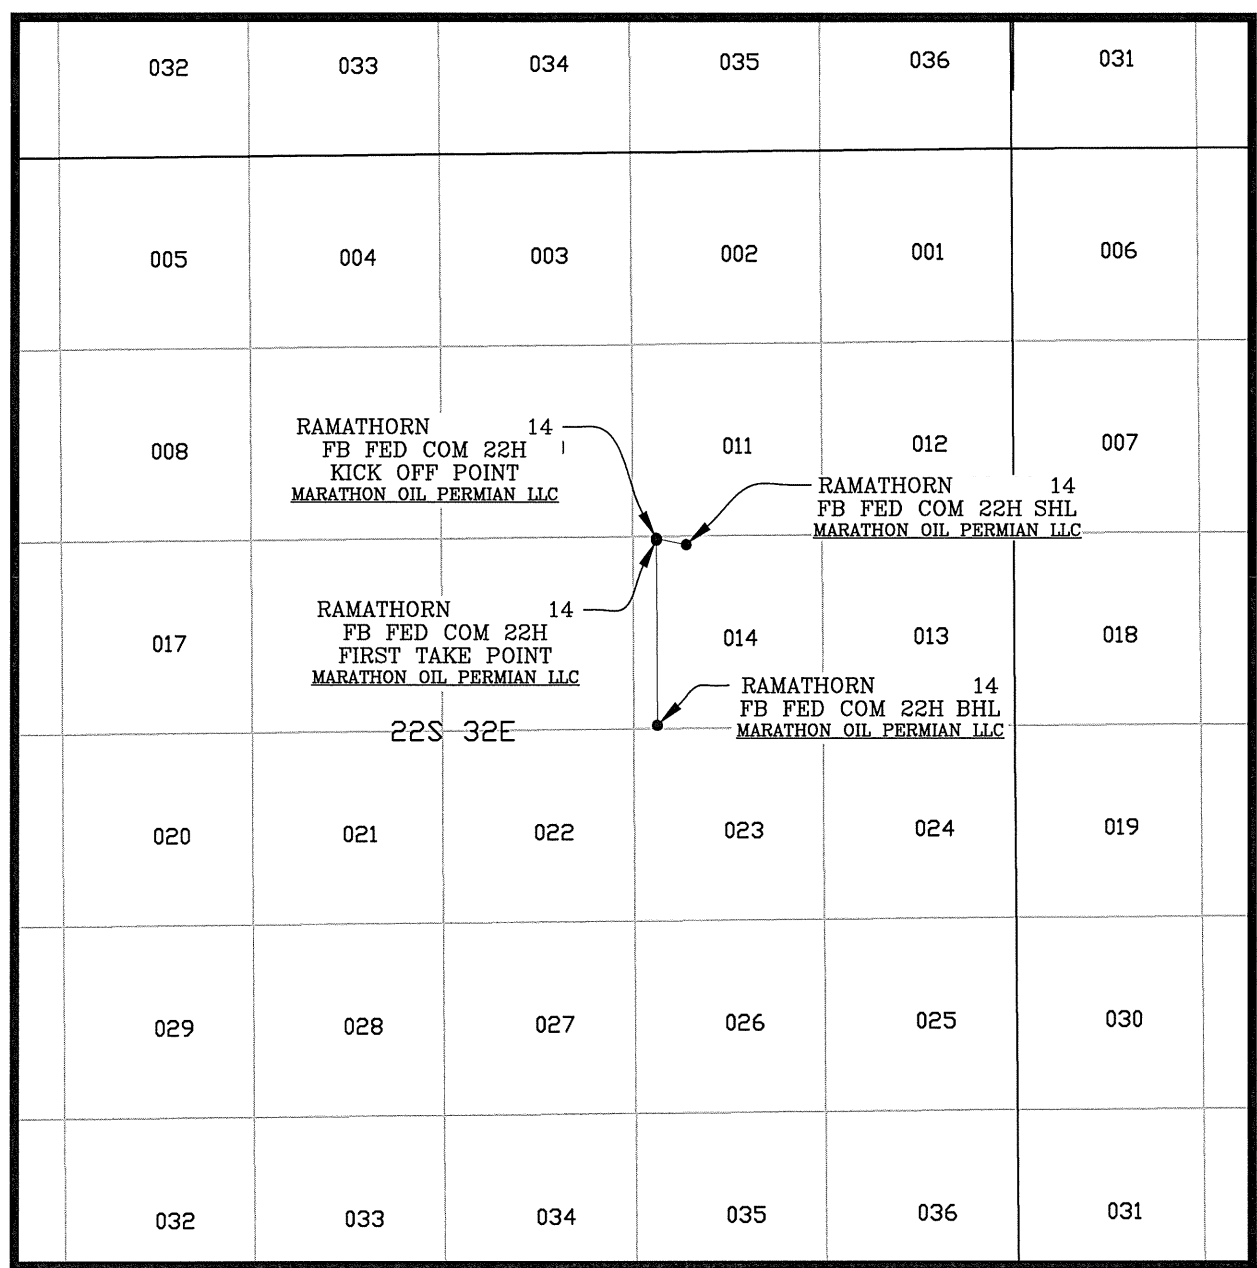 032 033 034 035 036 031
005 004 003 002 001 006
008 011 012 007
RAMATHORN 14
FB FED COM 22H
KICK OFF POINT
MARATHON OIL PERMIAN LLC
RAMATHORN 14
FB FED COM 22H SHL
MARATHON OIL PERMIAN LLC
RAMATHORN 14
FB FED COM 22H
FIRST TAKE POINT
MARATHON OIL PERMIAN LLC
017 014 013 018
RAMATHORN 14
FB FED COM 22H BHL
MARATHON OIL PERMIAN LLC
22S 32E
020 021 022 023 024 019
029 028 027 026 025 030
032 033 034 035 036 031